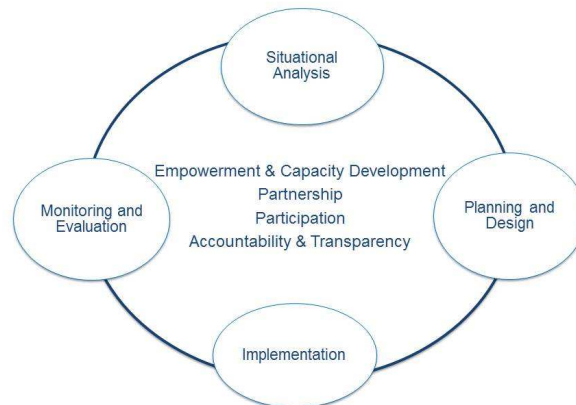 Situational
Analysis
Empowerment & Capacity Development
Partnership
Participation
Accountability & Transparency
Monitoring and
Evaluation
Planning and
Design
Implementation